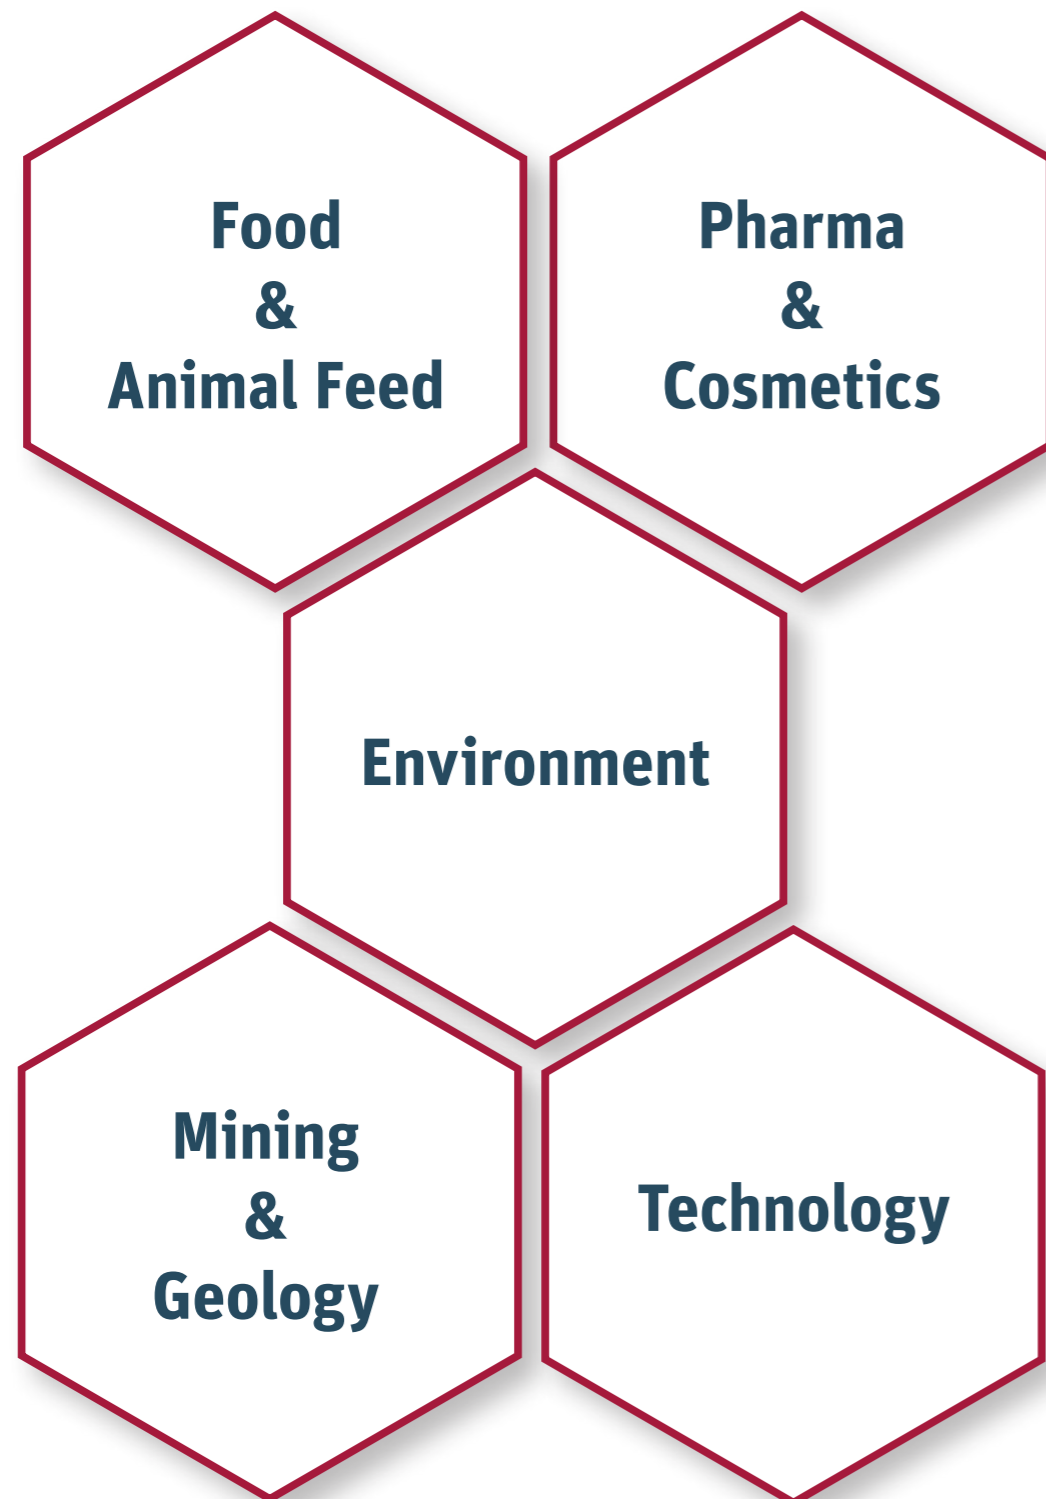 Food
&
Animal Feed
Pharma
&
Cosmetics
Environment
Mining
&
Geology
Technology